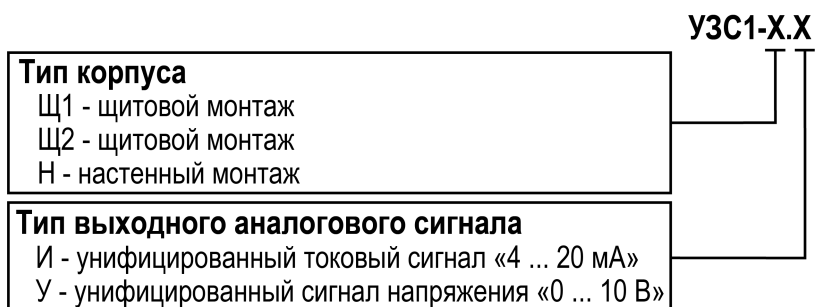 УЗС1-Х.Х
Тип корпуса
Щ1 - щитовой монтаж
Щ2 - щитовой монтаж
Н - настенный монтаж
Тип выходного аналогового сигнала
И - унифицированный токовый сигнал «4 ... 20 мА»
У - унифицированный сигнал напряжения «0 ... 10 В»